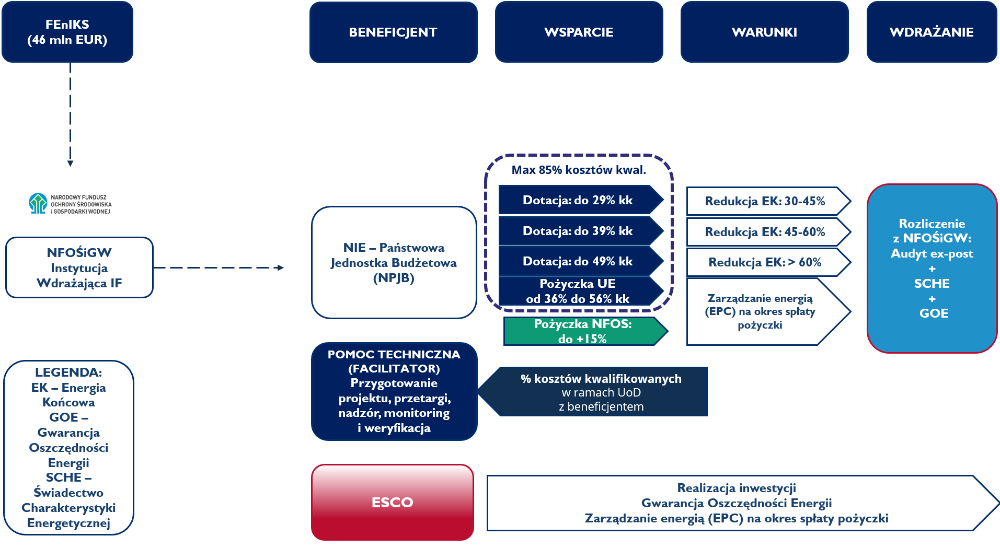 FEnIKS
(46 mln EUR)
BENEFICJENT
WSPARCIE
WARUNKI
WDRAŻANIE
NARODOWY FUNDUSZ
OCHRONY ŚRODOWISKA
i GOSPODARKI WODNEJ
NFOŚiGW
Instytucja
Wdrażająca IF
NIE – Państwowa
Jednostka Budżetowa
(NPJB)
Max 85% kosztów kwal.
Dotacja: do 29% kk
Dotacja: do 39% kk
Dotacja: do 49% kk
Pożyczka UE
od 36% do 56% kk
Pożyczka NFOS:
do +15%
Redukcja EK: 30-45%
Redukcja EK: 45-60%
Redukcja EK: > 60%
Zarządzanie energią
(EPC) na okres spłaty
pożyczki
Rozliczenie
z NFOŚiGW:
Audyt ex-post
+
SCHE
+
GOE
LEGENDA:
EK – Energia
Końcowa
GOE –
Gwarancja
Oszczędności
Energii
SCHE –
Świadectwo
Charakterystyki
Energetycznej
POMOC TECHNICZNA
(FACILITATOR)
Przygotowanie
projektu, przetargi,
nadzór, monitoring
i weryfikacja
% kosztów kwalifikowanych
w ramach UoD
z beneficjentem
ESCO
Realizacja inwestycji
Gwarancja Oszczędności Energii
Zarządzanie energią (EPC) na okres spłaty pożyczki